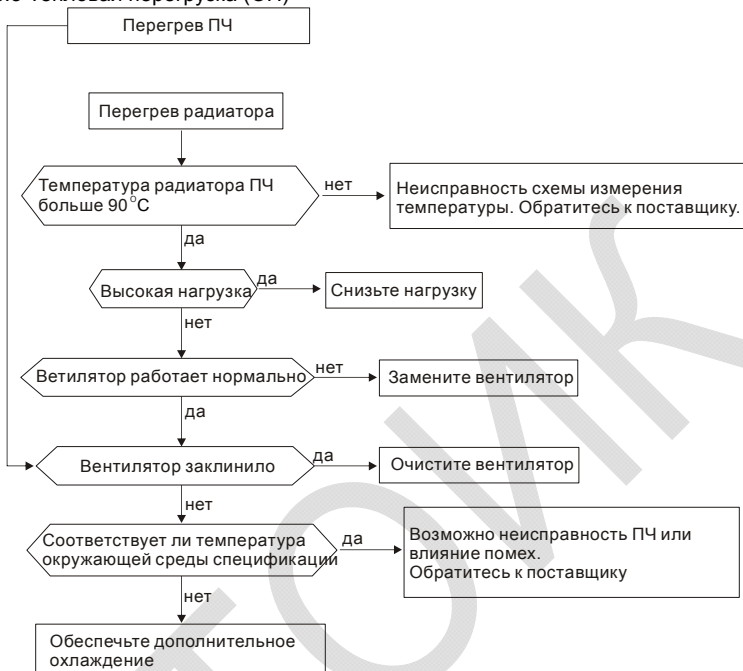 Тепловая перегрузка (OH)
Перегрев ПЧ
Перегрев радиатора
Температура радиатора ПЧ
больше 90°C
нет
Неисправность схемы измерения
температуры. Обратитесь к поставщику.
да
Высокая нагрузка
да
Снизьте нагрузку
нет
Ветилятор работает нормально
нет
Замените вентилятор
да
Вентилятор заклинило
да
Очистите вентилятор
нет
Соответствует ли температура
окружающей среды спецификации
да
Возможно неисправность ПЧ или
влияние помех.
Обратитесь к поставщику
нет
Обеспечьте дополнительное
охлаждение